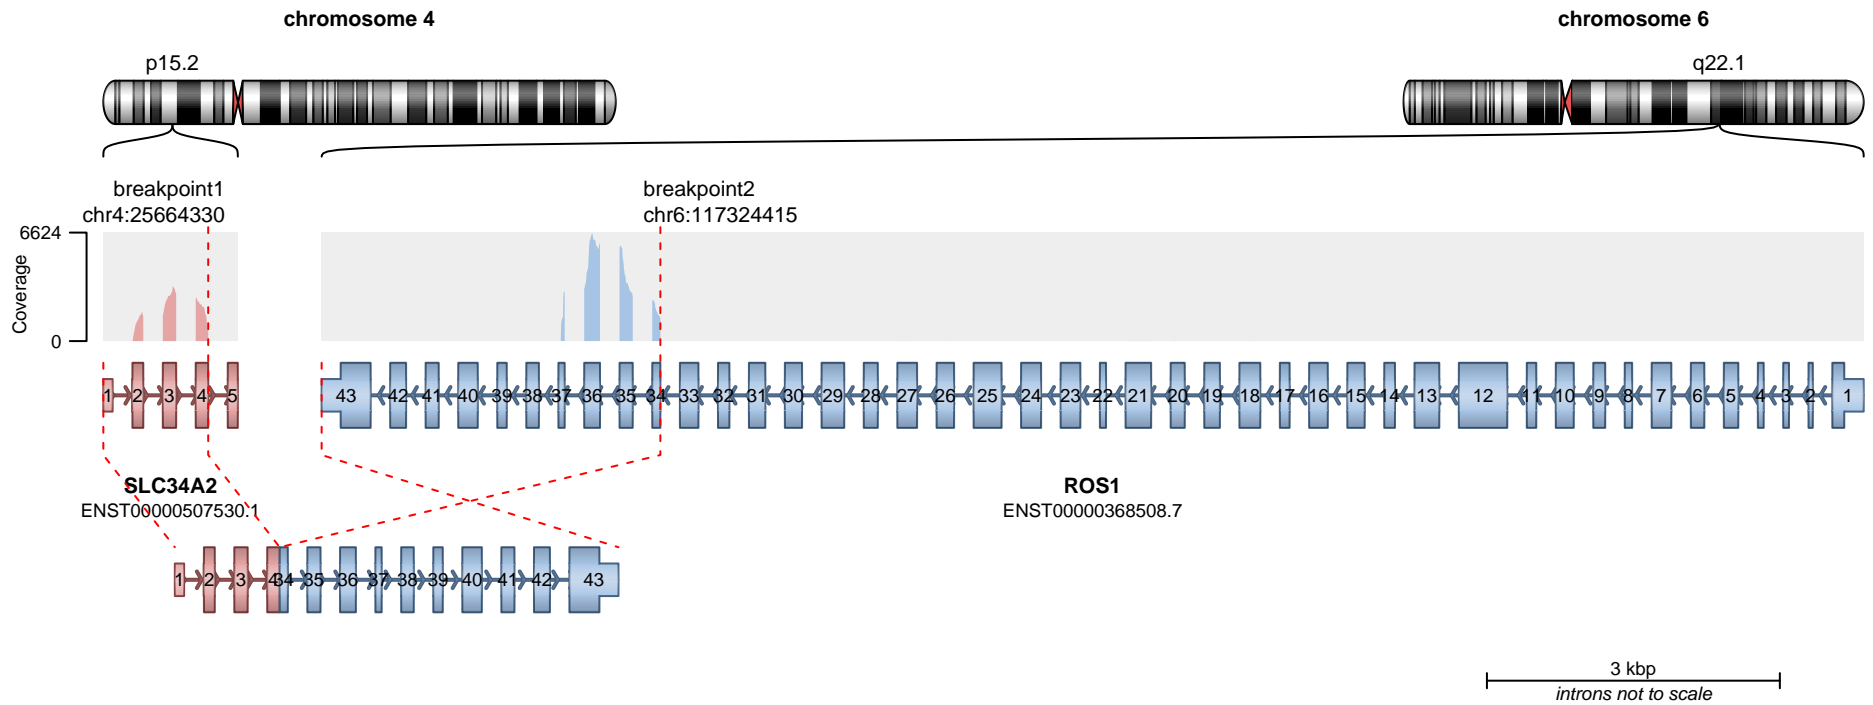 chromosome 4
chromosome 6
p15.2
q22.1
breakpoint1
chr4:25664330
breakpoint2
chr6:117324415
6624
Coverage
0
1 2 3 4 5
43 42 41 40 39 38 37 36 35 34 33 32 31 30 29 28 27 26 25 24 23 22 21 20 19 18 17 16 15 14 13 12 11 10 9 8 7 6 5 4 3 2 1
SLC34A2
ENST00000507530.1
ROS1
ENST00000368508.7
1 2 3 4 34 35 36 37 38 39 40 41 42 43
3 kbp
introns not to scale